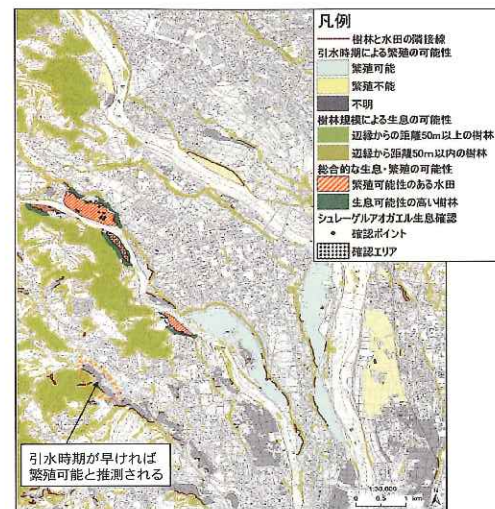 凡例
樹林と水田の隣接線
引水時期による繁殖の可能性
繁殖可能
繁殖不能
不明
樹林規模による生息の可能性
辺縁からの距離50m以上の樹林
辺縁から距離50m以内の樹林
総合的な生息・繁殖の可能性
繁殖可能性のある水田
生息可能性の高い樹林
シュレーゲルアオガエル生息確認
確認ポイント
確認エリア
引水時期が早ければ
繁殖可能と推測される
0 0.5 1 km